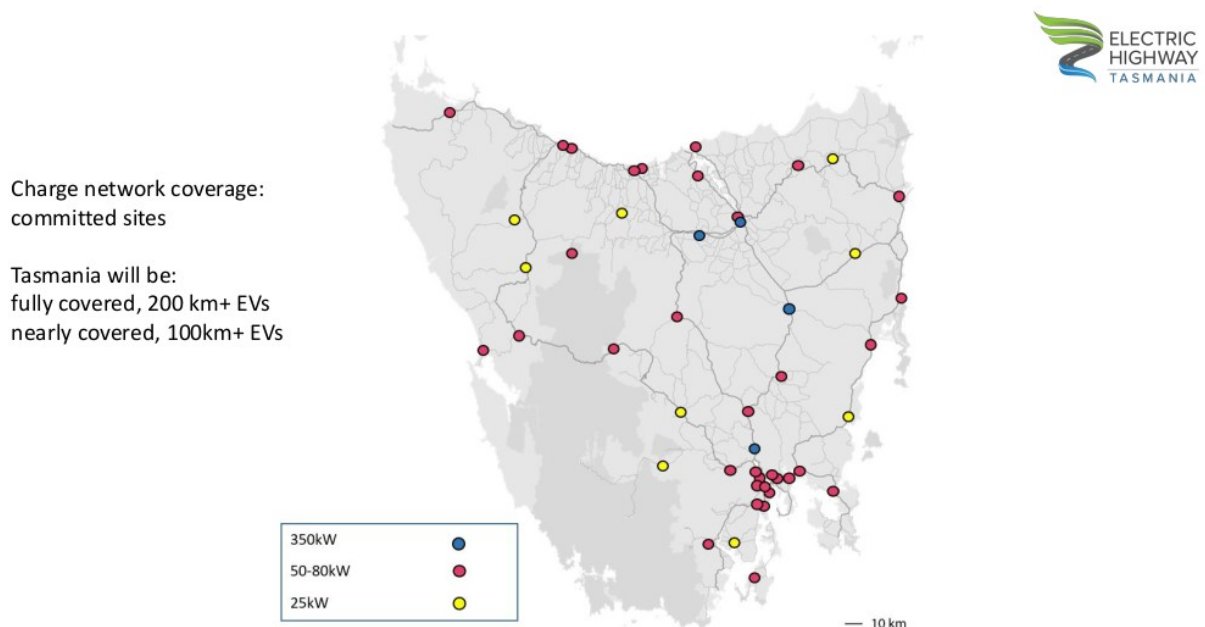 ELECTRIC
HIGHWAY
TASMANIA
Charge network coverage:
committed sites
Tasmania will be:
fully covered, 200 km+ EVs
nearly covered, 100km+ EVs
350kW
50-80kW
25kW
10 km